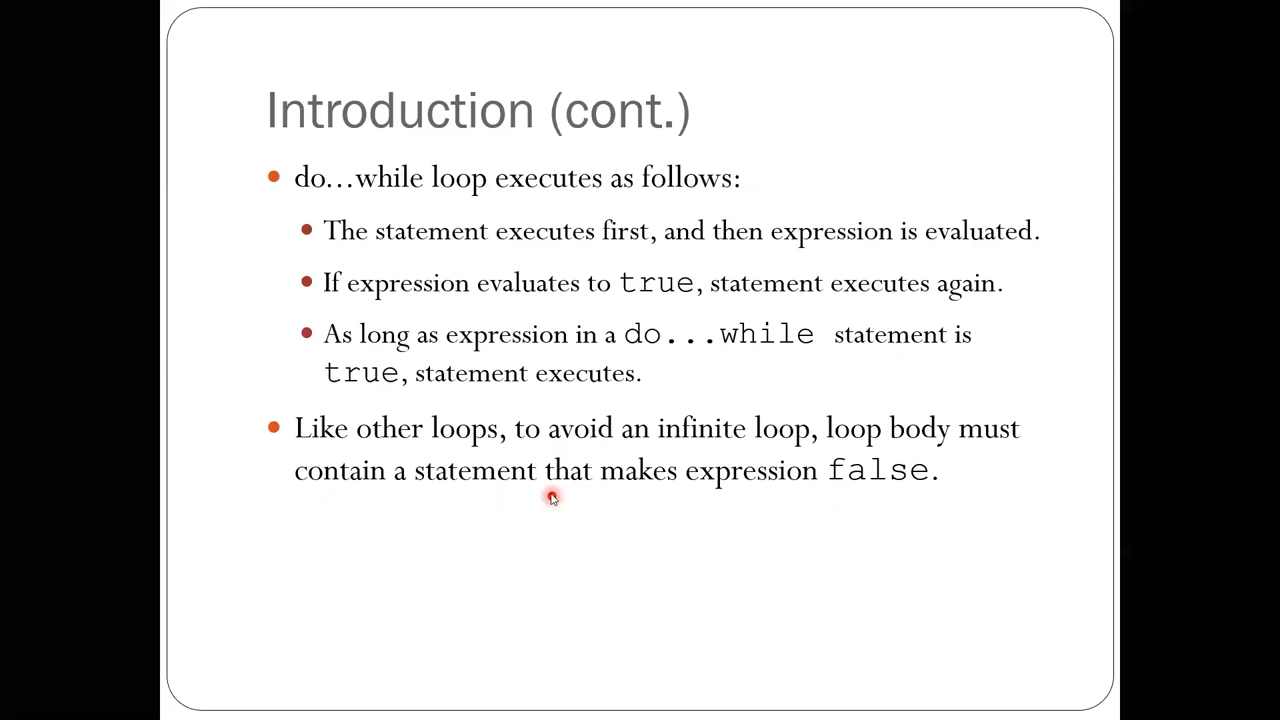 Introduction (cont.)
• do...while loop executes as follows:
• The statement executes first, and then expression is evaluated.
• If expression evaluates to true, statement executes again.
• As long as expression in a do...while statement is
true, statement executes.
• Like other loops, to avoid an infinite loop, loop body must
contain a statement that makes expression false.